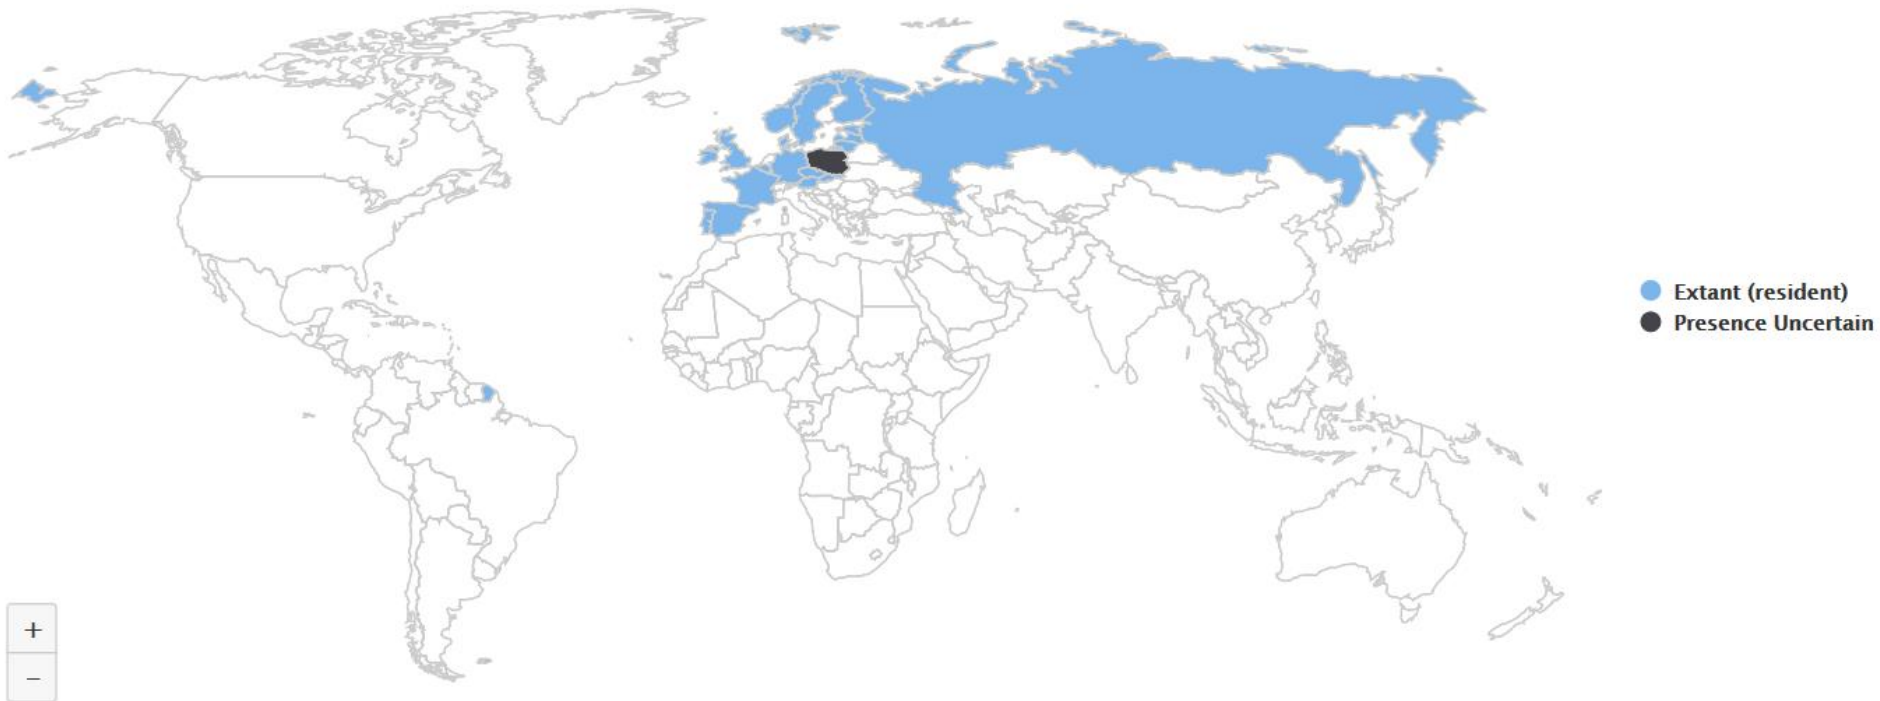 Extant (resident)
Presence Uncertain
+
−